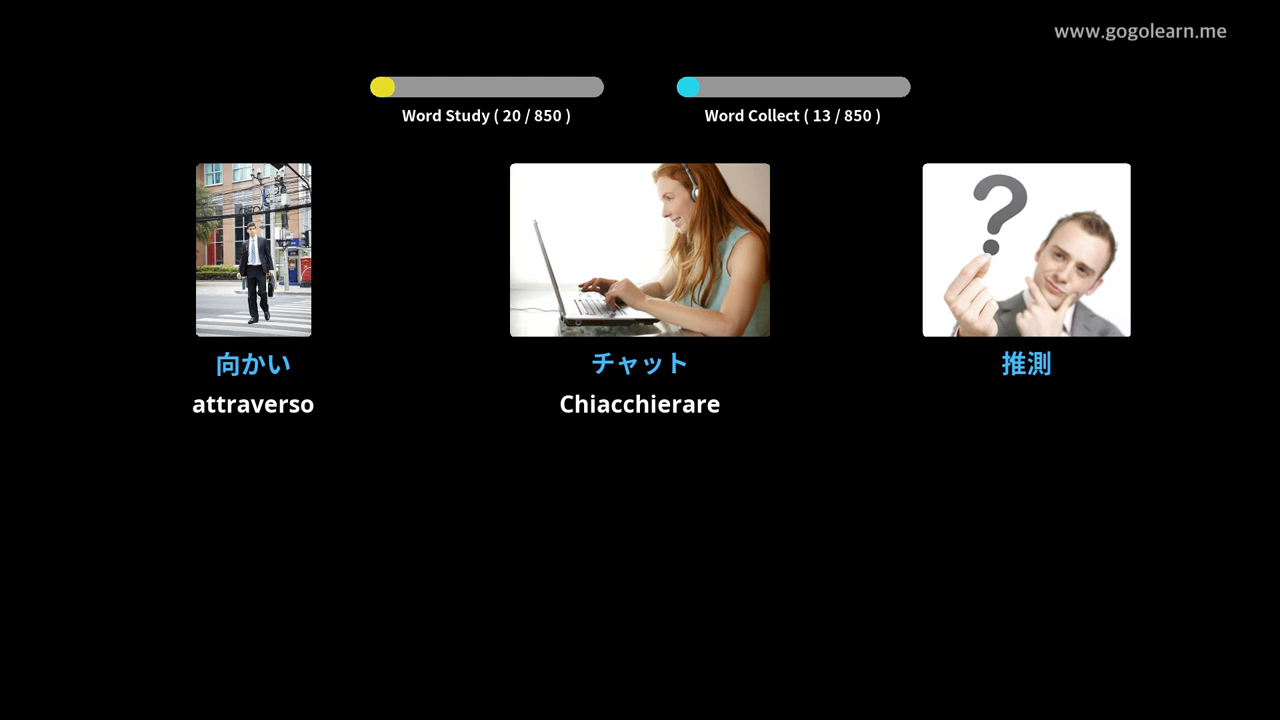 www.gogolearn.me
Word Study ( 20 / 850 )
Word Collect ( 13 / 850 )
向かい
チャット
推測
attraverso
Chiacchierare